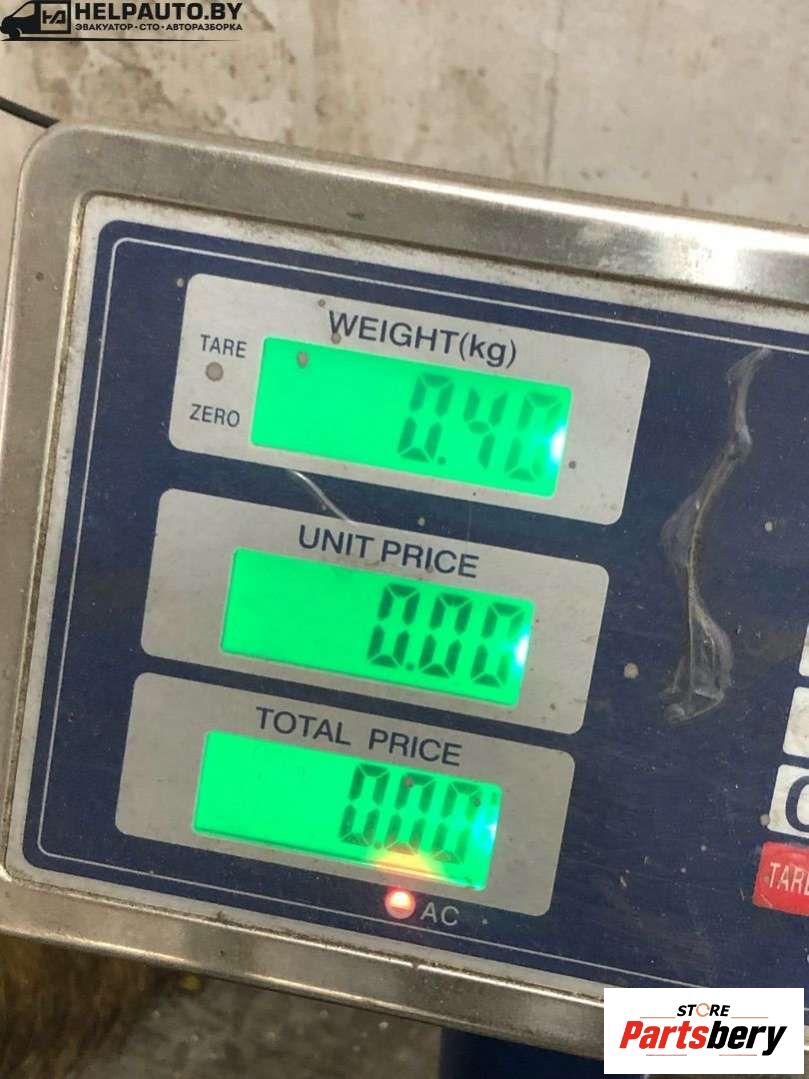 HELPAUTO.BY
ЭВАКУАТОР•СТО•АВТОРАЗБОРКА
WEIGHT(kg)
TARE
0.40
ZERO
UNIT PRICE
0.00
TOTAL PRICE
0.00
AC
TARE
STORE
Partsbery